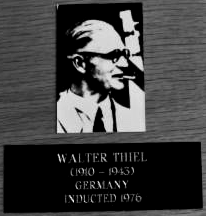 WALTER THIEL
(1910 – 1943)
GERMANY
INDUCTED 1976